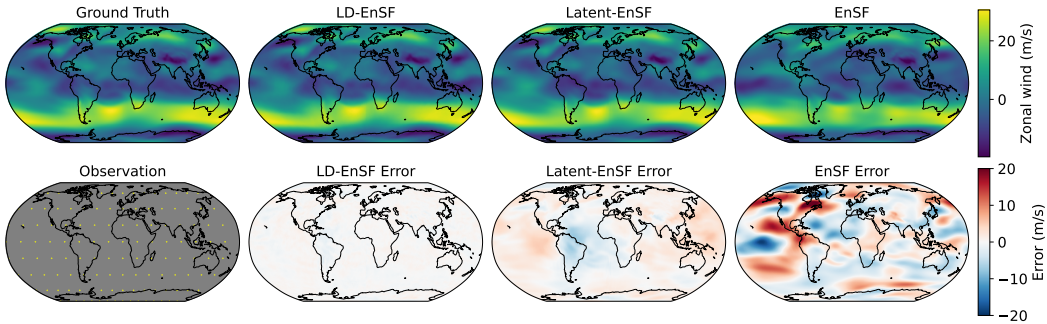 Ground Truth
LD-EnSF
Latent-EnSF
EnSF
20
0
Zonal wind (m/s)
Observation
LD-EnSF Error
Latent-EnSF Error
EnSF Error
20
10
0
−10
−20
Error (m/s)